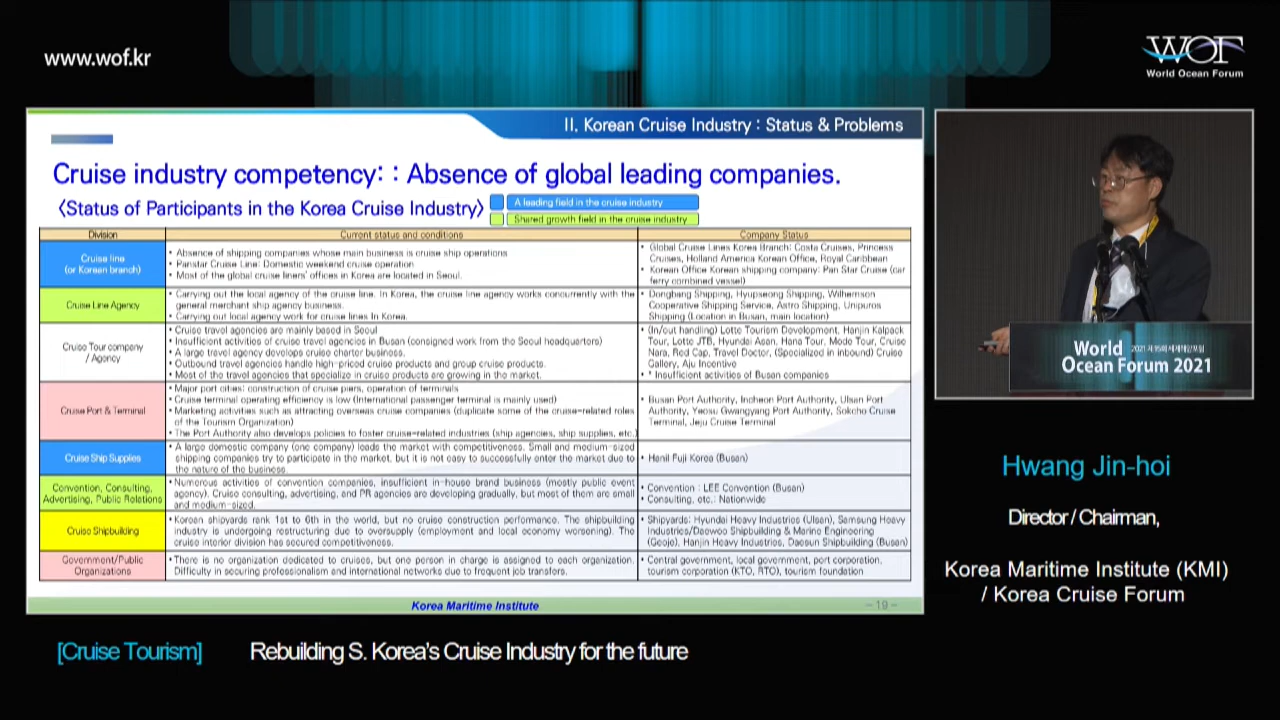 www.wof.kr
WOF
World Ocean Forum
II. Korean Cruise Industry : Status & Problems
Cruise industry competency: : Absence of global leading companies.
〈Status of Participants in the Korea Cruise Industry〉
A leading field in the cruise industry
Shared growth field in the cruise industry
Division
Current status and conditions
Company Status
Cruise line
(or Korean branch)
• Absence of shipping companies whose main business is cruise ship operations
• Panstar Cruise Line: Domestic weekend cruise operation
• Most of the global cruise liners' offices in Korea are located in Seoul.
• Global Cruise Lines Korea Branch: Costa Cruises, Princess
Cruises, Holland America Korean Office, Royal Caribbean
• Korean Office Korean shipping company: Pan Star Cruise (car
ferry combined vessel)
Cruise Line Agency
• Carrying out the local agency of the cruise line. In Korea, the cruise line agency works concurrently with the
general merchant ship agency business.
• Carrying out local agency work for cruise lines in Korea.
• Dongbang Shipping, Hyupseong Shipping, Wilhemsen
Cooperative Shipping Service, Astro Shipping, Unipuros
Shipping (Location in Busan, main location)
Cruise Tour company
/ Agency
• Cruise travel agencies are mainly based in Seoul
• Insufficient activities of cruise travel agencies in Busan (consigned work from the Seoul headquarters)
• A large travel agency develops cruise charter business.
• Outbound travel agencies handle high-priced cruise products and group cruise products.
• Most of the travel agencies that specialize in cruise products are growing in the market.
• (In/out handling) Lotte Tourism Development, Hanjin Kalpack
Tour, Lotte JTB, Hyundai Asan, Hana Tour, Mode Tour, Cruise
Nara, Red Cap, Travel Doctor, (Specialized in inbound) Cruise
Gallery, Aju Incentive
• * Insufficient activities of Busan companies
Cruise Port & Terminal
• Major port cities: construction of cruise piers, operation of terminals
• Cruise terminal operating efficiency is low (International passenger terminal is mainly used)
• Marketing activities such as attracting overseas cruise companies (duplicate some of the cruise-related roles
of the Tourism Organization)
• The Port Authority also develops policies to foster cruise-related industries (ship agencies, ship supplies, etc.)
• Busan Port Authority, Incheon Port Authority, Ulsan Port
Authority, Yeosu Gwangyang Port Authority, Sokcho Cruise
Terminal, Jeju Cruise Terminal
Cruise Ship Supplies
• A large domestic company (one company) leads the market with competitiveness. Small and medium-sized
shipping companies try to participate in the market, but it is not easy to successfully enter the market due to
the nature of the business.
• Hanil Fuji Korea (Busan)
Convention, Consulting,
Advertising, Public Relations
• Numerous activities of convention companies, insufficient in-house brand business (mostly public event
agency). Cruise consulting, advertising, and PR agencies are developing gradually, but most of them are small
and medium-sized.
• Convention : LEE Convention (Busan)
• Consulting, etc.: Nationwide
Cruise Shipbuilding
• Korean shipyards rank 1st to 6th in the world, but no cruise construction performance. The shipbuilding
industry is undergoing restructuring due to oversupply (employment and local economy worsening). The
cruise interior division has secured competitiveness.
• Shipyards: Hyundai Heavy Industries (Ulsan), Samsung Heavy
Industries/Daewoo Shipbuilding & Marine Engineering
(Geoje), Hanjin Heavy Industries, Daesun Shipbuilding (Busan)
Government/Public
Organizations
• There is no organization dedicated to cruises, but one person in charge is assigned to each organization.
Difficulty in securing professionalism and international networks due to frequent job transfers.
• Central government, local government, port corporation,
tourism corporation (KTO, RTO), tourism foundation
Korea Maritime Institute
- 19 -
World 2021 제15회 세계해양포럼
Ocean Forum 2021
Hwang Jin-hoi
Director / Chairman,
Korea Maritime Institute (KMI)
/ Korea Cruise Forum
[Cruise Tourism] Rebuilding S. Korea's Cruise Industry for the future